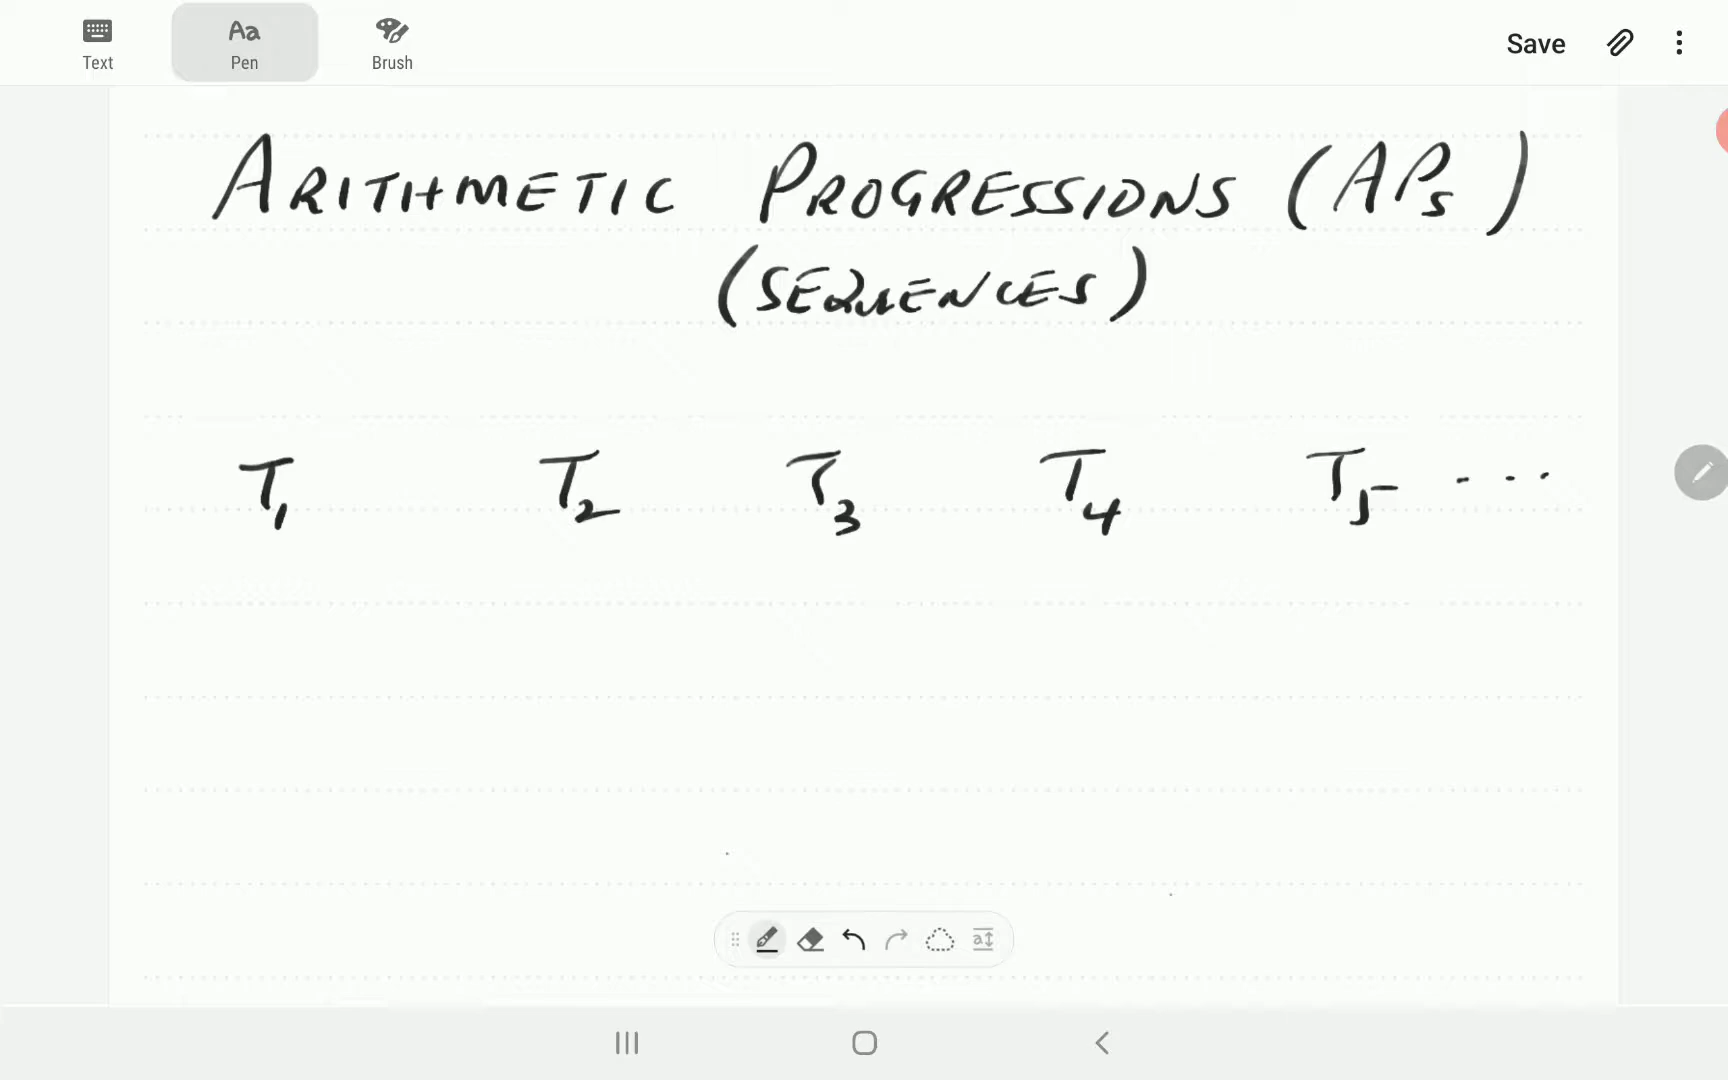 Text Pen Brush Save
ARITHMETIC PROGRESSIONS (APs)
(SEQUENCES)
T1 T2 T3 T4 T5 ....